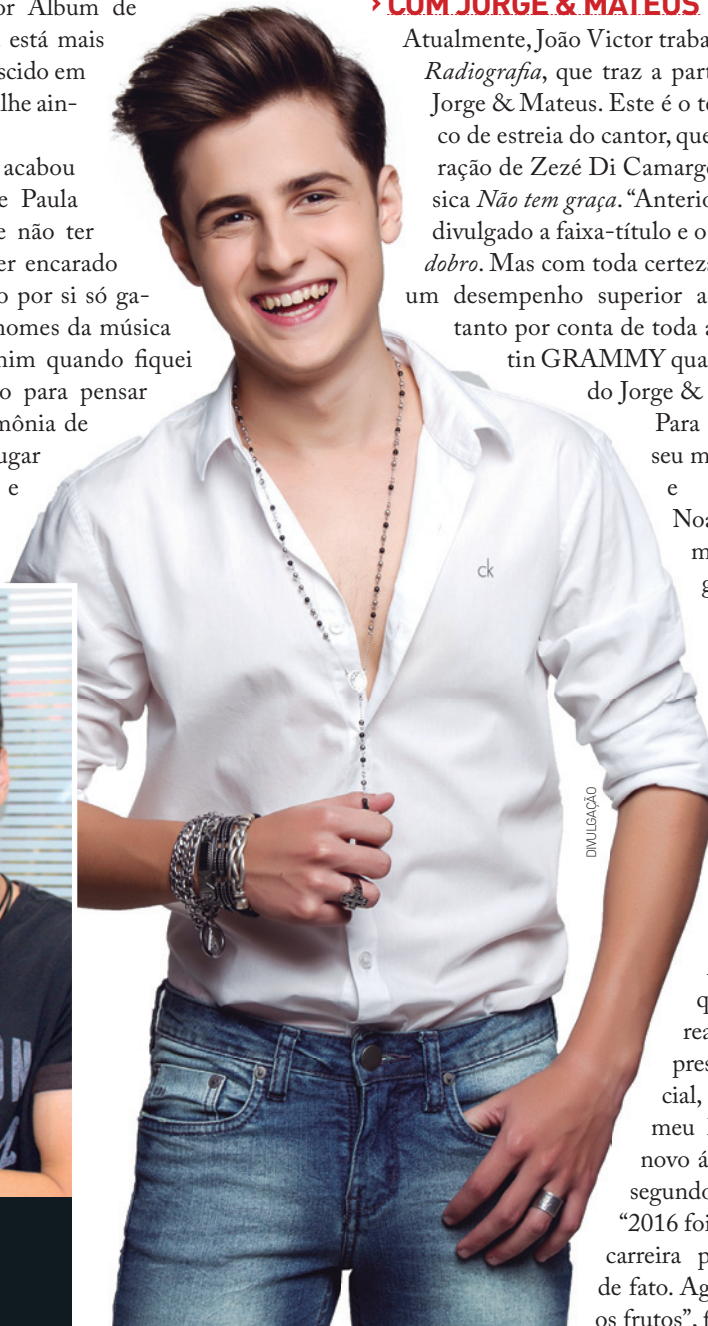 or Álbum de
está mais
scido em
lhe ain-
acabou
e Paula
e não ter
er encarado
o por si só ga-
nomes da música
nim quando fiquei
o para pensar
mônia de
ugar
e
› COM JORGE & MATEUS
Atualmente, João Victor traba
Radiografia, que traz a part
Jorge & Mateus. Este é o te
co de estreia do cantor, que
ração de Zezé Di Camargo
sica Não tem graça. “Anterio
divulgado a faixa-título e o
dobro. Mas com toda certeza
um desempenho superior a
tanto por conta de toda a
tin GRAMMY qua
do Jorge &
Para
seu m
e
Noa
m
g
ck
DIVULGAÇÃO
q
rea
pres
cial,
meu
novo á
segundo
“2016 foi
carreira p
de fato. Ag
os frutos”, f